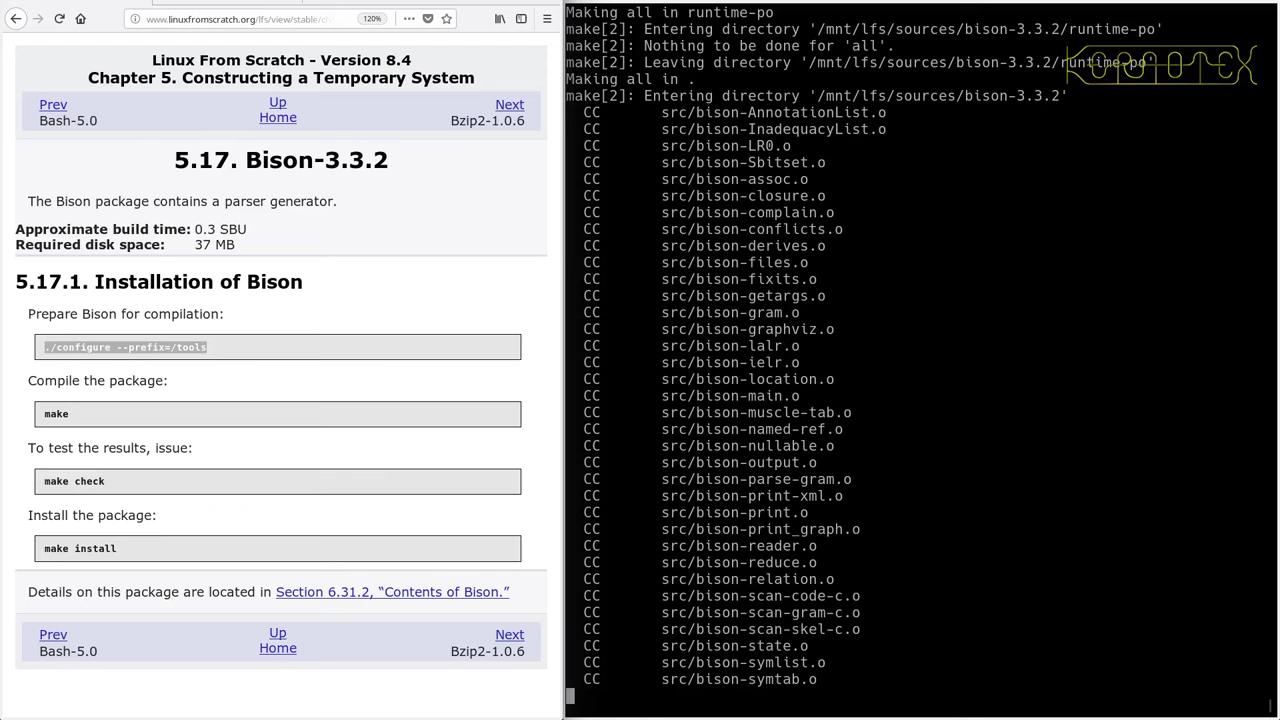 www.linuxfromscratch.org/lfs/view/stable/ch
120%
Linux From Scratch - Version 8.4
Chapter 5. Constructing a Temporary System
Prev
Up
Next
Bash-5.0
Home
Bzip2-1.0.6
5.17. Bison-3.3.2
The Bison package contains a parser generator.
Approximate build time: 0.3 SBU
Required disk space: 37 MB
5.17.1. Installation of Bison
Prepare Bison for compilation:
./configure --prefix=/tools
Compile the package:
make
To test the results, issue:
make check
Install the package:
make install
Details on this package are located in Section 6.31.2, “Contents of Bison.”
Prev
Up
Next
Bash-5.0
Home
Bzip2-1.0.6
Making all in runtime-po
make[2]: Entering directory '/mnt/lfs/sources/bison-3.3.2/runtime-po'
make[2]: Nothing to be done for 'all'.
make[2]: Leaving directory '/mnt/lfs/sources/bison-3.3.2/runtime-po'
Making all in .
make[2]: Entering directory '/mnt/lfs/sources/bison-3.3.2'
CC src/bison-AnnotationList.o
CC src/bison-InadequacyList.o
CC src/bison-LR0.o
CC src/bison-Sbitset.o
CC src/bison-assoc.o
CC src/bison-closure.o
CC src/bison-complain.o
CC src/bison-conflicts.o
CC src/bison-derives.o
CC src/bison-files.o
CC src/bison-fixits.o
CC src/bison-getargs.o
CC src/bison-gram.o
CC src/bison-graphviz.o
CC src/bison-lalr.o
CC src/bison-ielr.o
CC src/bison-location.o
CC src/bison-main.o
CC src/bison-muscle-tab.o
CC src/bison-named-ref.o
CC src/bison-nullable.o
CC src/bison-output.o
CC src/bison-parse-gram.o
CC src/bison-print-xml.o
CC src/bison-print.o
CC src/bison-print_graph.o
CC src/bison-reader.o
CC src/bison-reduce.o
CC src/bison-relation.o
CC src/bison-scan-code-c.o
CC src/bison-scan-gram-c.o
CC src/bison-scan-skel-c.o
CC src/bison-state.o
CC src/bison-symlist.o
CC src/bison-symtab.o